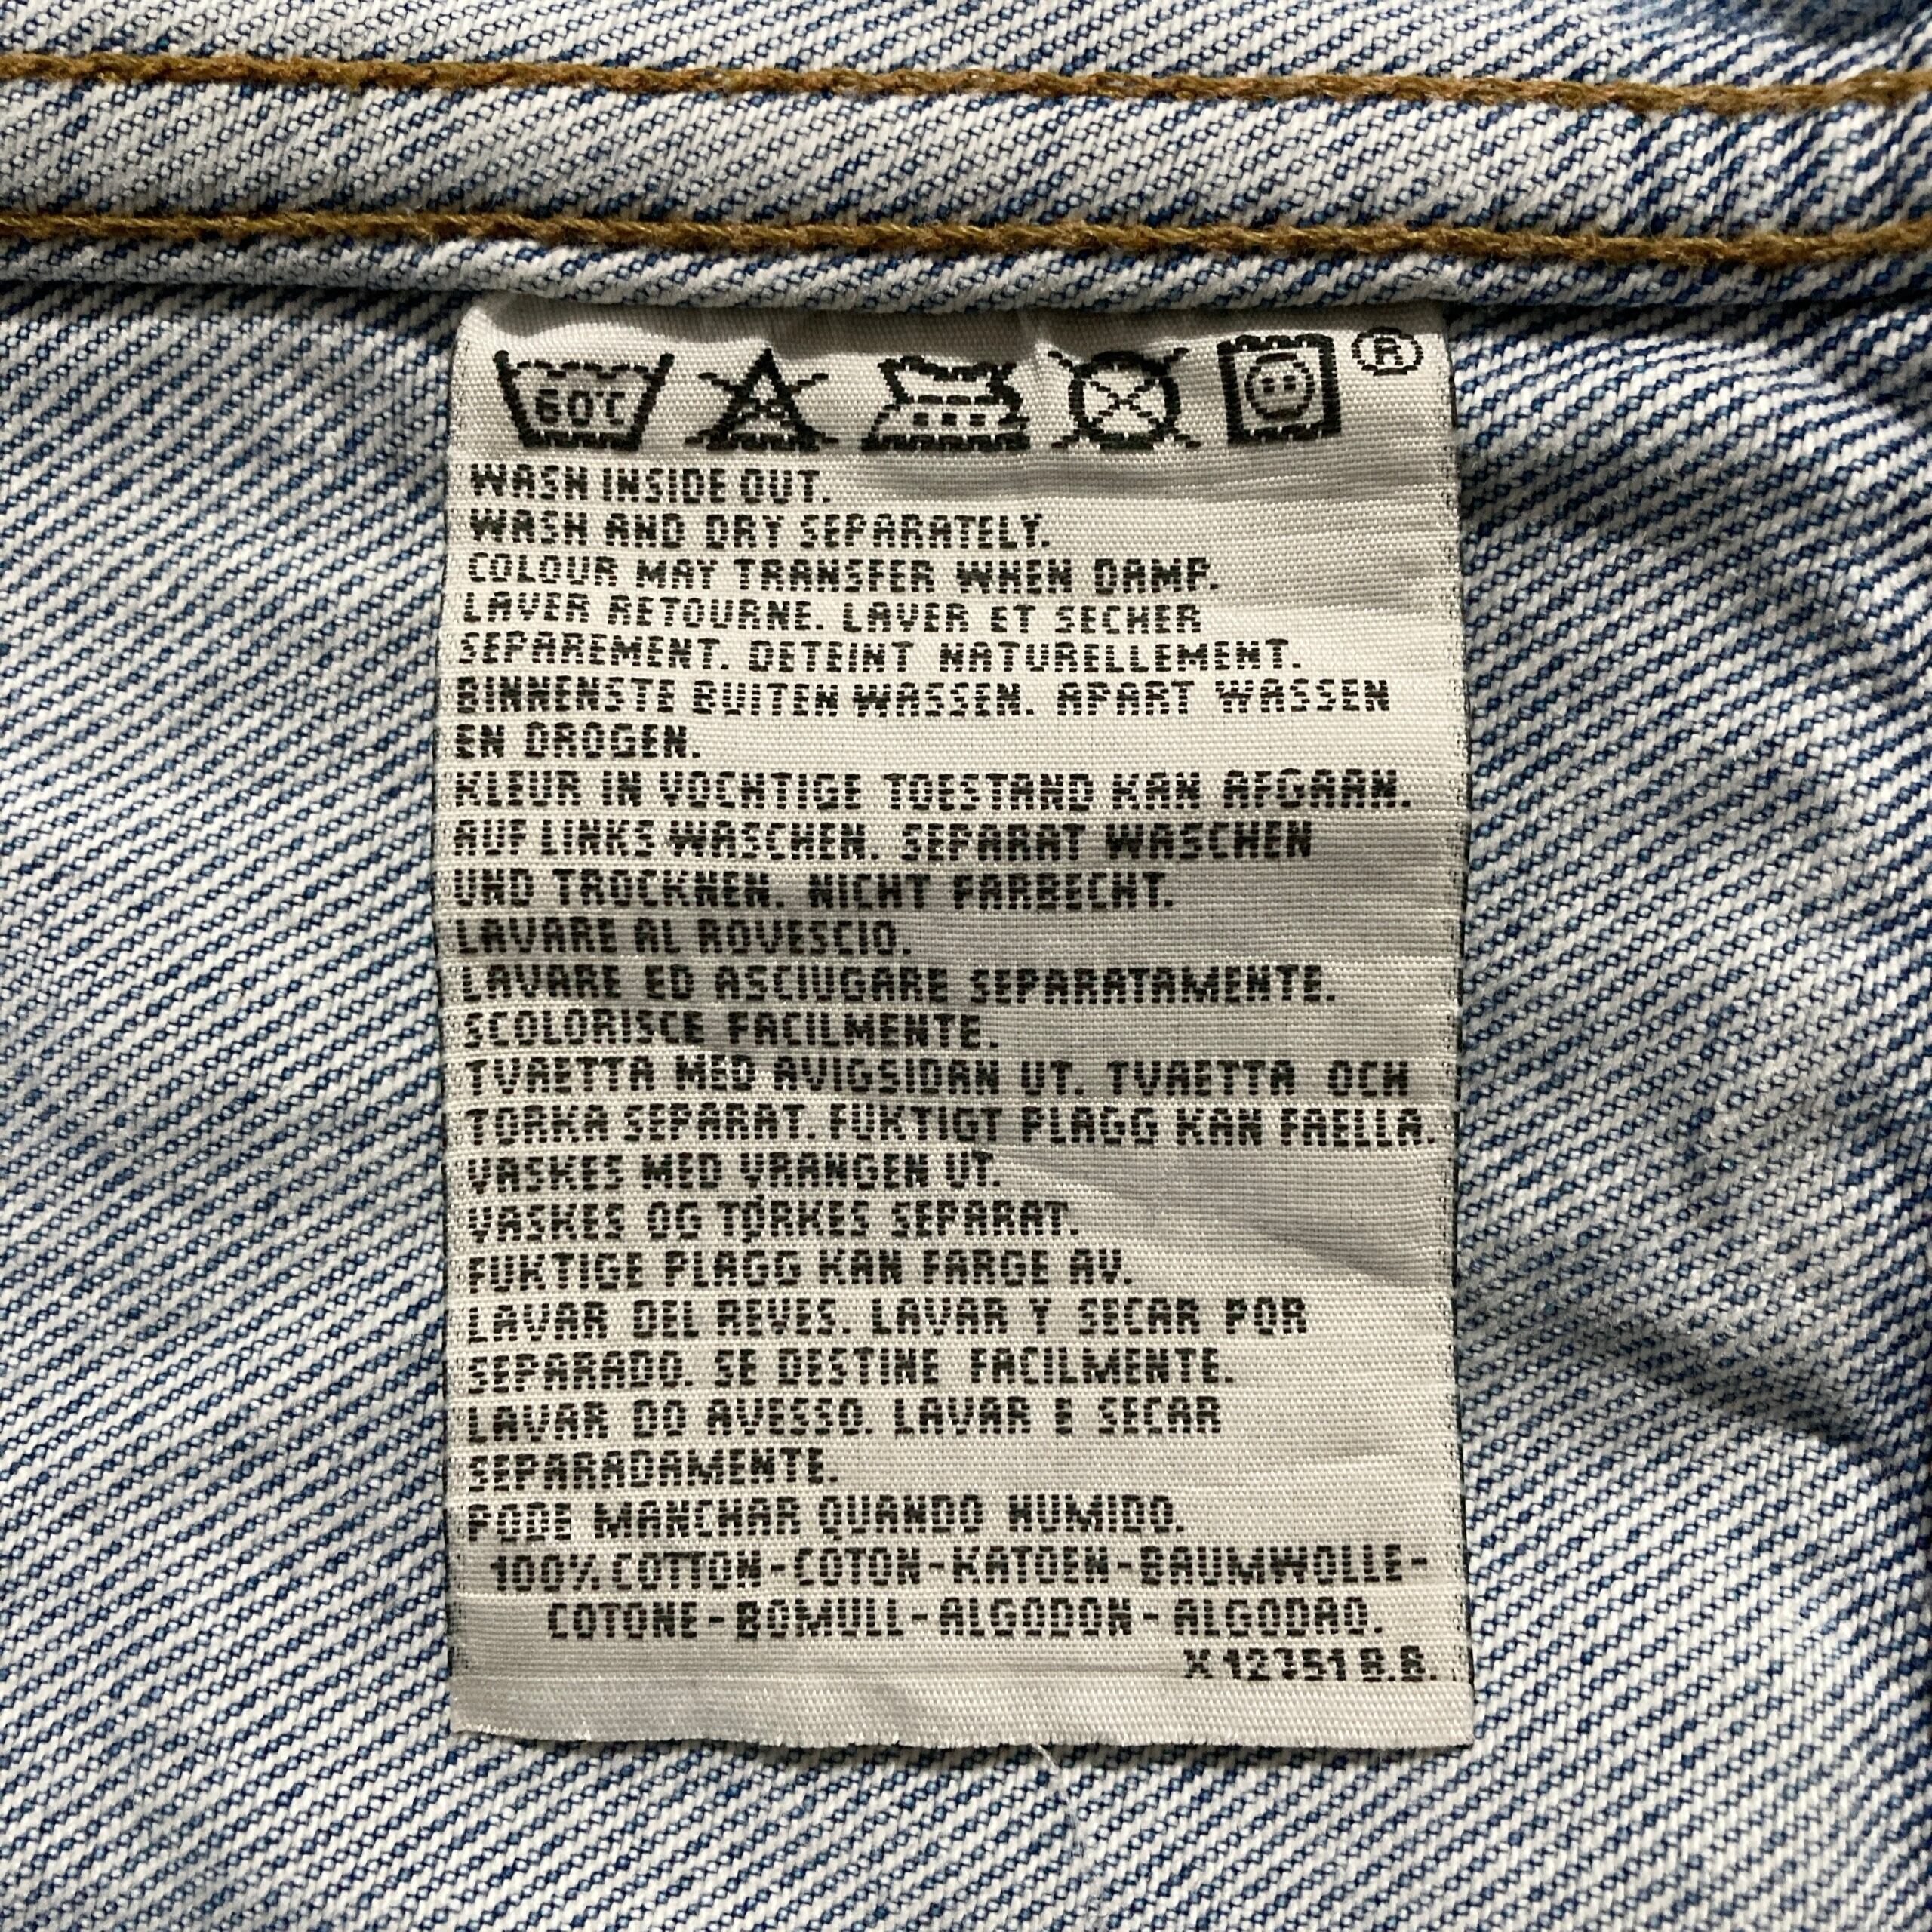 60°C
®
WASH INSIDE OUT.
WASH AND DRY SEPARATELY.
COLOUR MAY TRANSFER WHEN DAMP.
LAVER RETOURNE. LAVER ET SECHER
SEPAREMENT. DETEINT NATURELLEMENT.
BINNENSTE BUITEN WASSEN. APART WASSEN
EN DROGEN.
KLEUR IN VOCHTIGE TOESTAND KAN AFGAAN.
AUF LINKS WASCHEN. SEPARAT WASCHEN
UND TROCKNEN. NICHT FARBECHT.
LAVARE AL ROVESCIO.
LAVARE ED ASCIUGARE SEPARATAMENTE.
SCOLORISCE FACILMENTE.
TVAETTA MED AVIGSIDAN UT. TVAETTA OCH
TORKA SEPARAT. FUKTIGT PLAGG KAN FAELLA.
VASKES MED VRANGEN UT.
VASKES OG TØRKES SEPARAT.
FUKTIGE PLAGG KAN FARGE AV.
LAVAR DEL REVES. LAVAR Y SECAR POR
SEPARADO. SE DESTINE FACILMENTE.
LAVAR DO AVESSO. LAVAR E SECAR
SEPARADAMENTE.
PODE MANCHAR QUANDO HUMIDO.
100% COTTON-COTON-KATOEN-BAUMWOLLE-
COTONE-BOMULL-ALGODON-ALGODAO.